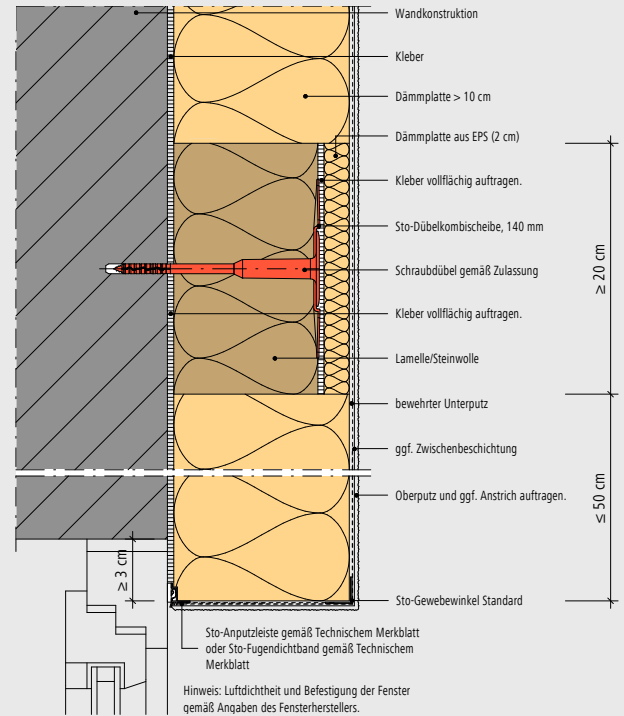 Wandkonstruktion
Kleber
Dämmplatte > 10 cm
Dämmplatte aus EPS (2 cm)
Kleber vollflächig auftragen.
Sto-Dübelkombischeibe, 140 mm
≥ 20 cm
Schraubdübel gemäß Zulassung
Kleber vollflächig auftragen.
Lamelle/Steinwolle
bewehrter Unterputz
ggf. Zwischenbeschichtung
Oberputz und ggf. Anstrich auftragen.
≤ 50 cm
≥ 3 cm
Sto-Gewebewinkel Standard
Sto-Anputzleiste gemäß Technischem Merkblatt
oder Sto-Fugendichtband gemäß Technischem
Merkblatt
Hinweis: Luftdichtheit und Befestigung der Fenster
gemäß Angaben des Fensterherstellers.